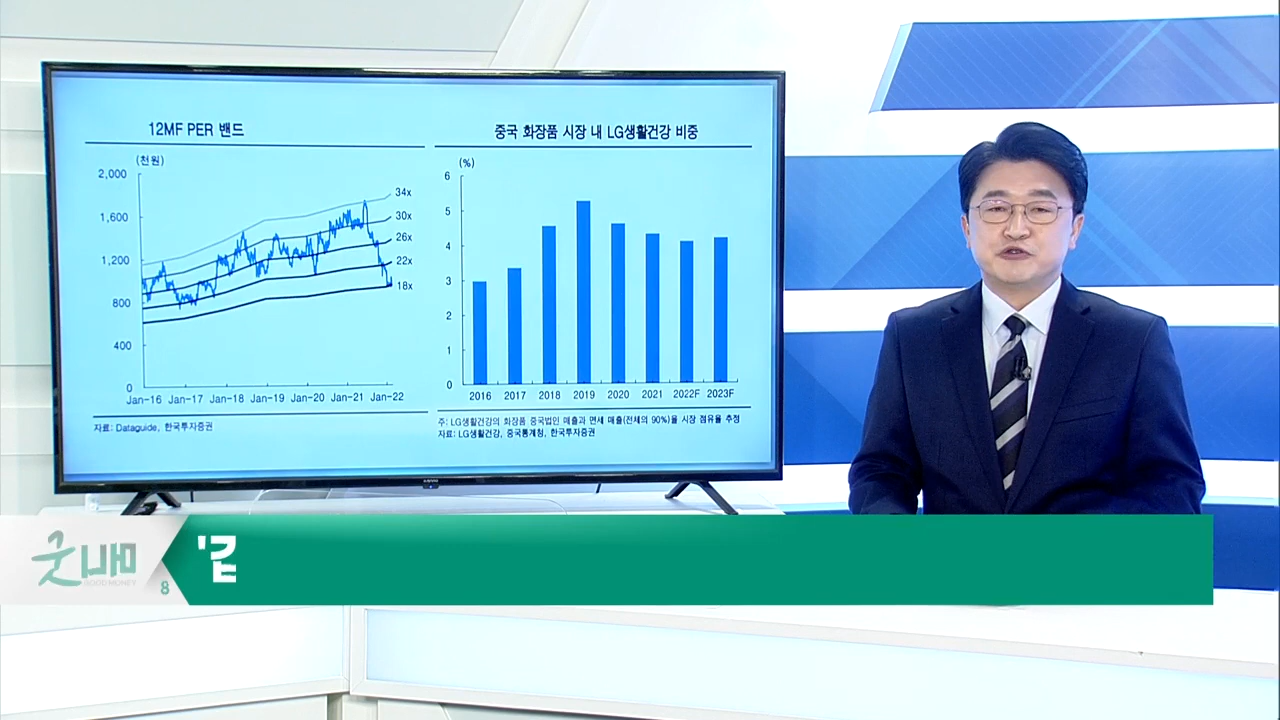 12MF PER 밴드
(천원)
2,000
1,600
1,200
800
400
0
34x
30x
26x
22x
18x
Jan-16 Jan-17 Jan-18 Jan-19 Jan-20 Jan-21 Jan-22
자료: Dataguide, 한국투자증권
중국 화장품 시장 내 LG생활건강 비중
(%)
6
5
4
3
2
1
0
2016 2017 2018 2019 2020 2021 2022F 2023F
주: LG생활건강의 화장품 중국법인 매출과 면세 매출(전체의 90%)을 시장 점유율 추정
자료: LG생활건강, 중국통계청, 한국투자증권
굿머니
GOOD MONEY
8